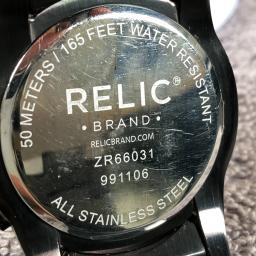 50 METERS / 165 FEET WATER RESISTANT
RELIC®
• BRAND •
RELICBRAND.COM
ZR66031
991106
ALL STAINLESS STEEL